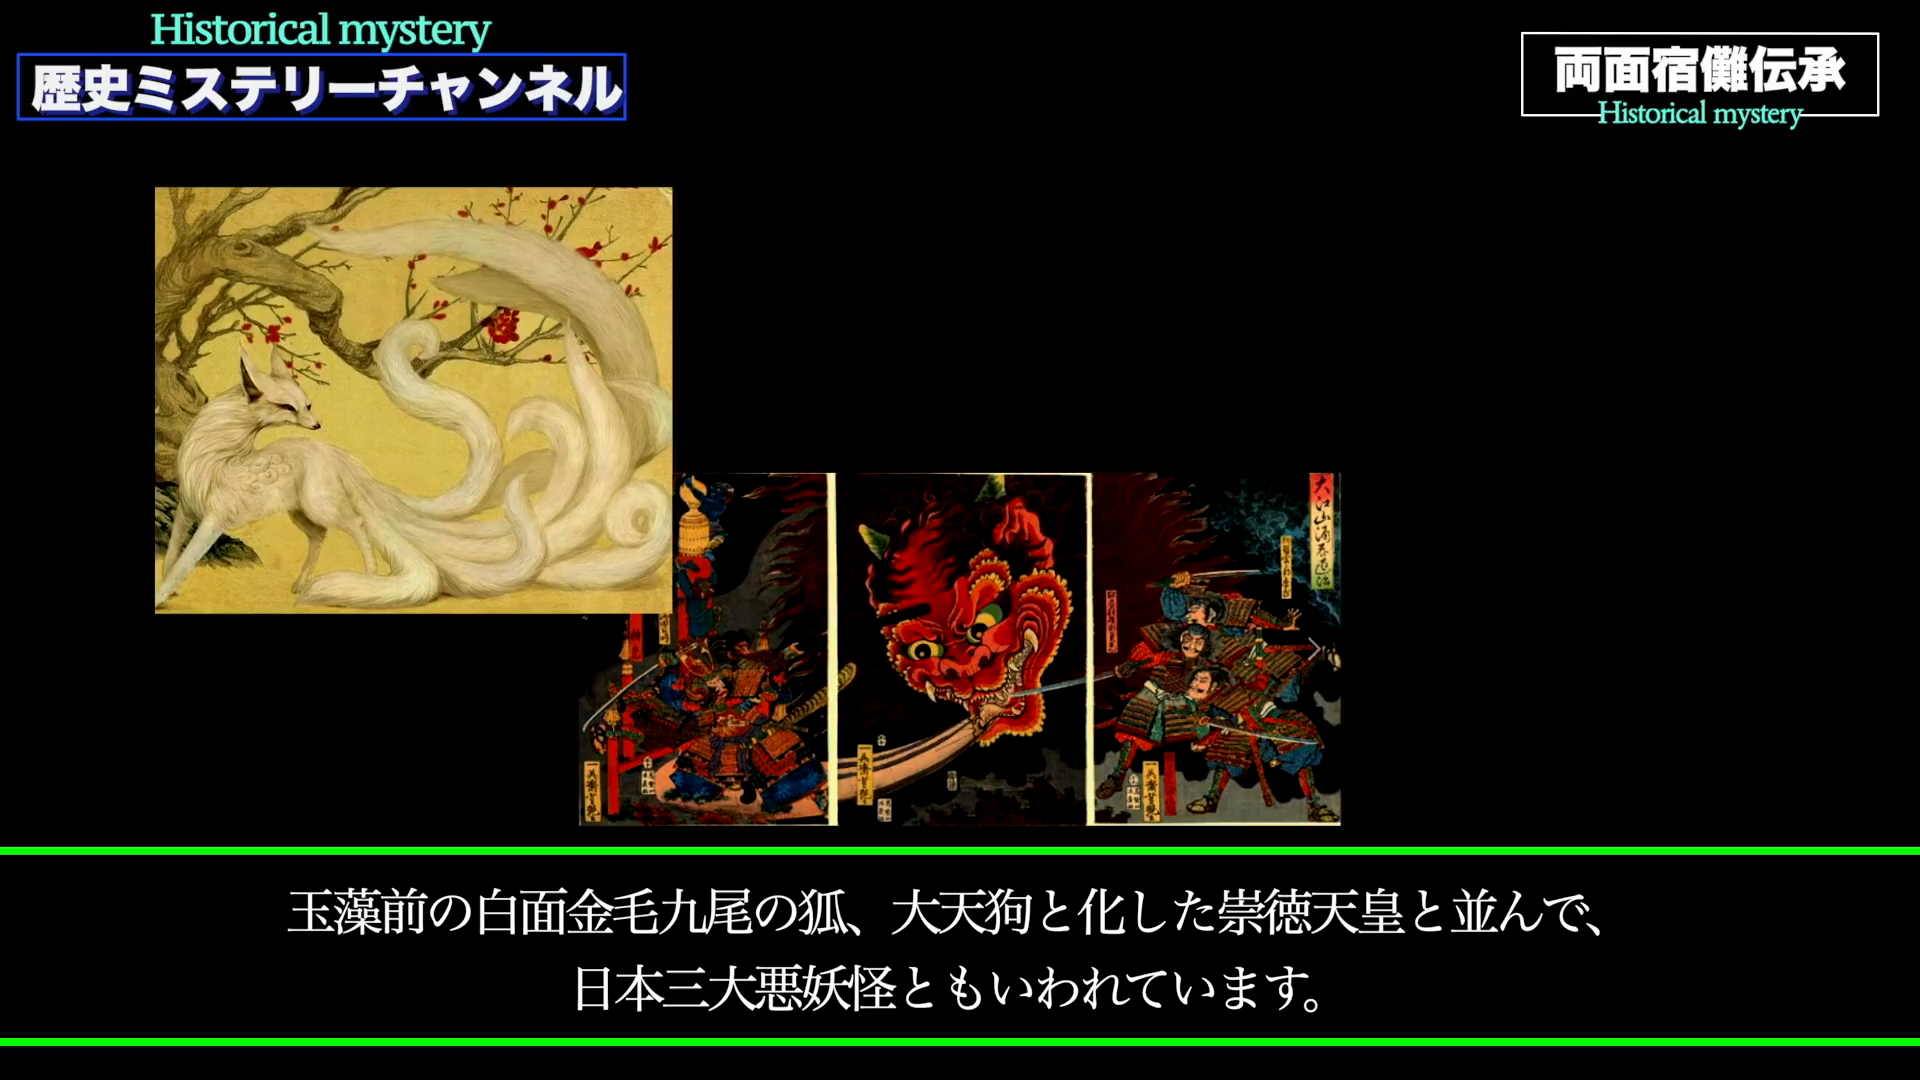 Historical mystery
歴史ミステリーチャンネル
両面宿儺伝承
Historical mystery
玉藻前の白面金毛九尾の狐、大天狗と化した崇徳天皇と並んで、
日本三大悪妖怪ともいわれています。